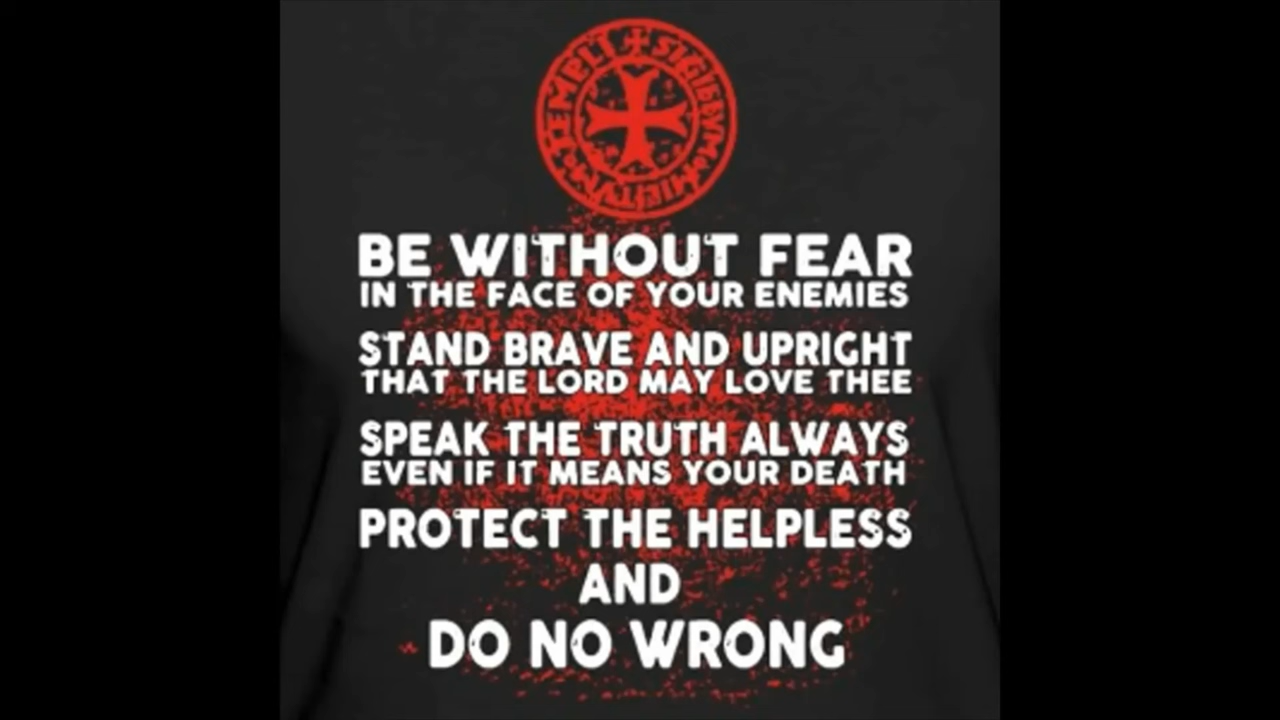 BE WITHOUT FEAR
IN THE FACE OF YOUR ENEMIES
STAND BRAVE AND UPRIGHT
THAT THE LORD MAY LOVE THEE
SPEAK THE TRUTH ALWAYS
EVEN IF IT MEANS YOUR DEATH
PROTECT THE HELPLESS
AND
DO NO WRONG